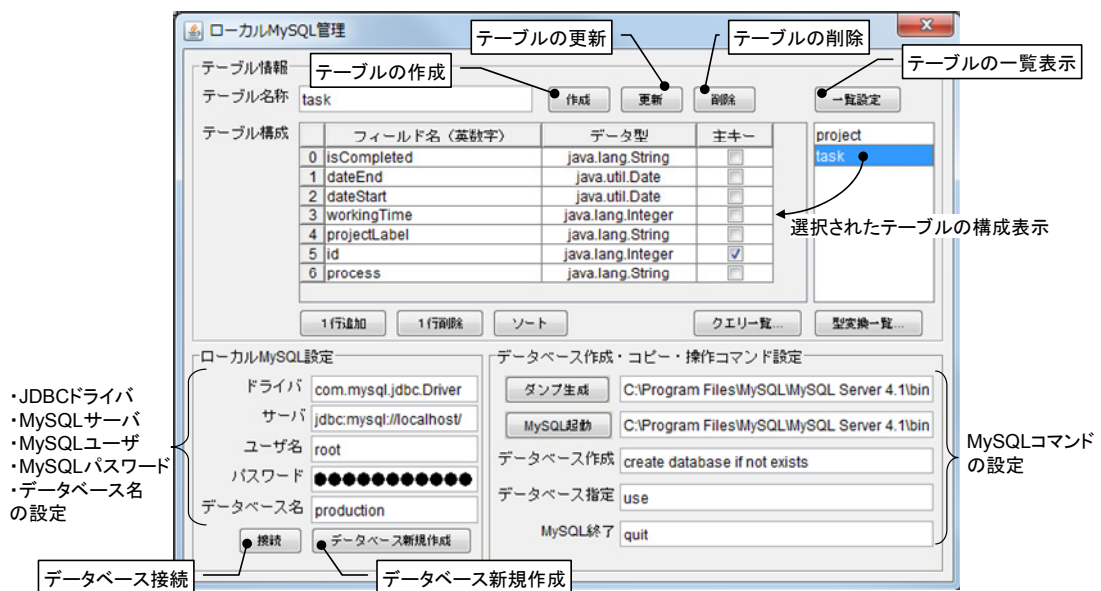 ローカルMySQL管理
テーブルの更新
テーブルの削除
テーブルの一覧表示
テーブルの作成
テーブル情報
テーブル名称 task 作成 更新 削除 一覧設定
テーブル構成 フィールド名（英数字） データ型 主キー
0 isCompleted java.lang.String
1 dateEnd java.util.Date
2 dateStart java.util.Date
3 workingTime java.lang.Integer
4 projectLabel java.lang.String
5 id java.lang.Integer
6 process java.lang.String
project
task
選択されたテーブルの構成表示
1行追加 1行削除 ソート クエリ一覧... 型変換一覧...
ローカルMySQL設定
ドライバ com.mysql.jdbc.Driver
サーバ jdbc:mysql://localhost/
ユーザ名 root
パスワード ●●●●●●●●●●●
データベース名 production
接続 データベース新規作成
データベース作成・コピー・操作コマンド設定
ダンプ生成 C:\Program Files\MySQL\MySQL Server 4.1\bin
MySQL起動 C:\Program Files\MySQL\MySQL Server 4.1\bin
データベース作成 create database if not exists
データベース指定 use
MySQL終了 quit
・JDBCドライバ
・MySQLサーバ
・MySQLユーザ
・MySQLパスワード
・データベース名
の設定
MySQLコマンド
の設定
データベース接続
データベース新規作成